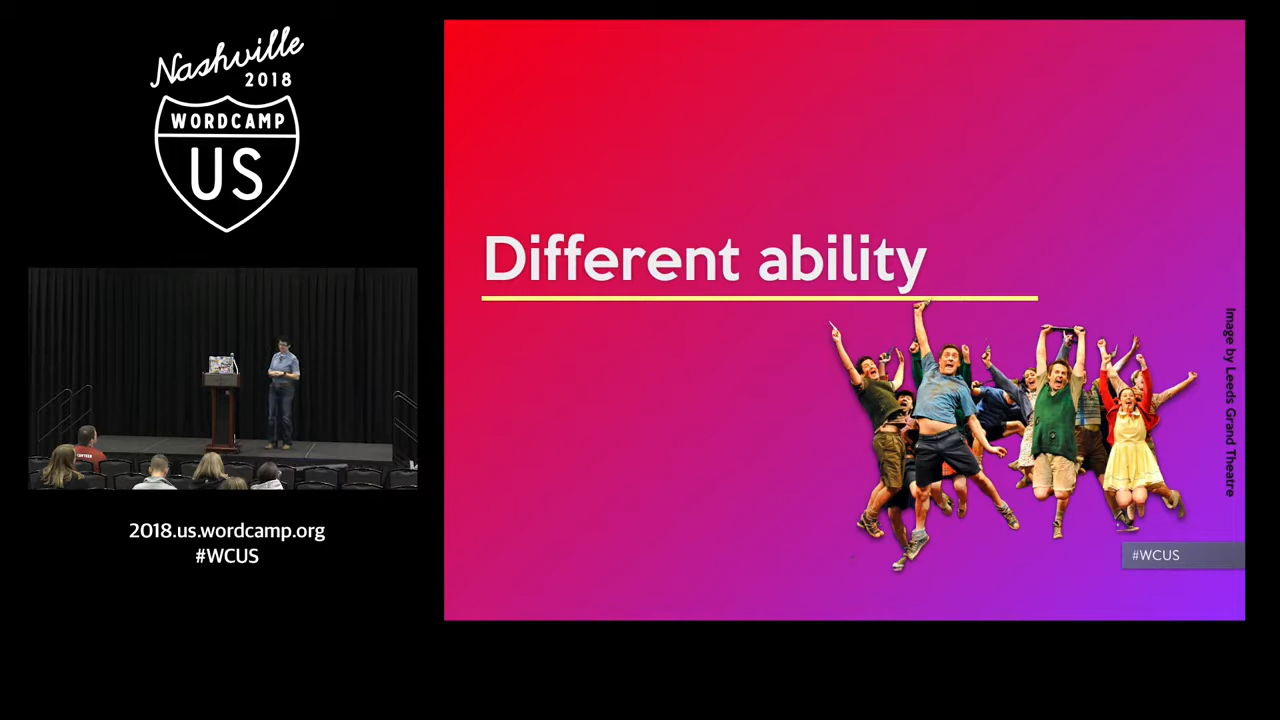 Nashville
2018
WORDCAMP
US
2018.us.wordcamp.org
#WCUS
Different ability
Image by Leeds Grand Theatre
#WCUS